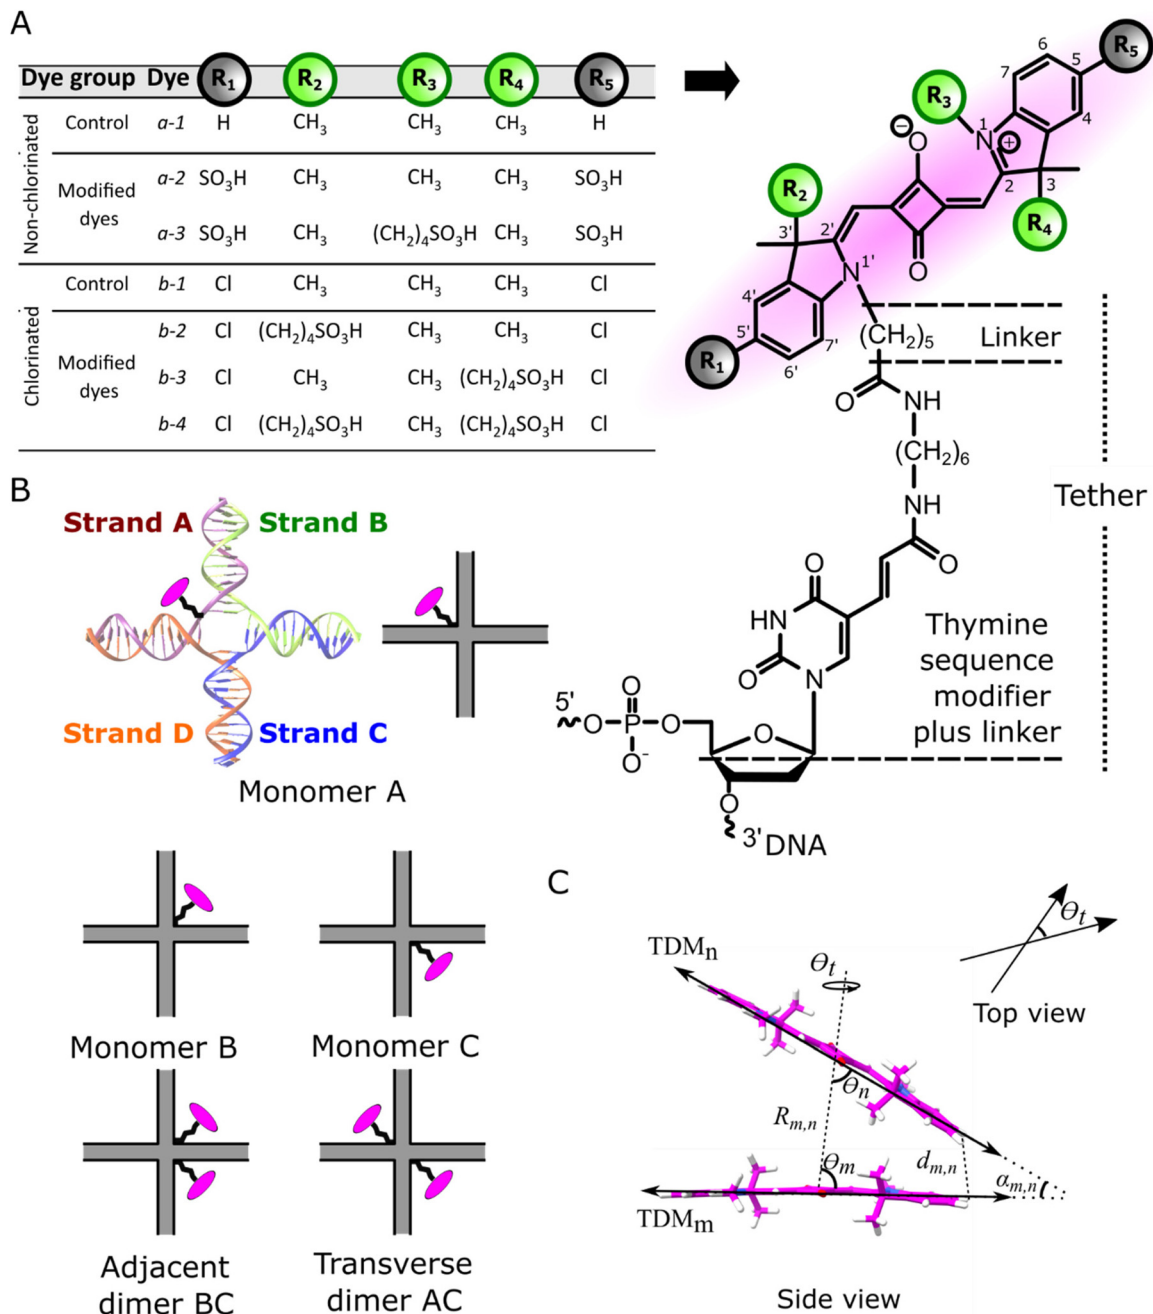 A
Dye group Dye R₁ R₂ R₃ R₄ R₅
Non-chlorinated
Control a-1 H CH₃ CH₃ CH₃ H
Modified dyes
a-2 SO₃H CH₃ CH₃ CH₃ SO₃H
a-3 SO₃H CH₃ (CH₂)₄SO₃H CH₃ SO₃H
Chlorinated
Control b-1 Cl CH₃ CH₃ CH₃ Cl
Modified dyes
b-2 Cl (CH₂)₄SO₃H CH₃ CH₃ Cl
b-3 Cl CH₃ CH₃ (CH₂)₄SO₃H Cl
b-4 Cl (CH₂)₄SO₃H CH₃ (CH₂)₄SO₃H Cl
R₅
6
5
7
4
R₃
1
N
+
−
O
2
3
R₂
R₄
3'
2'
O
N
1'
4'
5'
7'
6'
R₁
(CH₂)₅
Linker
O
NH
(CH₂)₆
NH
O
Tether
O
HN
O
N
Thymine
sequence
modifier
plus linker
5'
O
O
P
O
O⁻
O
O
3'
DNA
B
Strand A
Strand B
Strand D
Strand C
Monomer A
Monomer B
Monomer C
Adjacent
dimer BC
Transverse
dimer AC
C
TDMₙ
Θt
Θt
Top view
Θn
Rm,n
Θm
dm,n
αm,n
TDMₘ
Side view